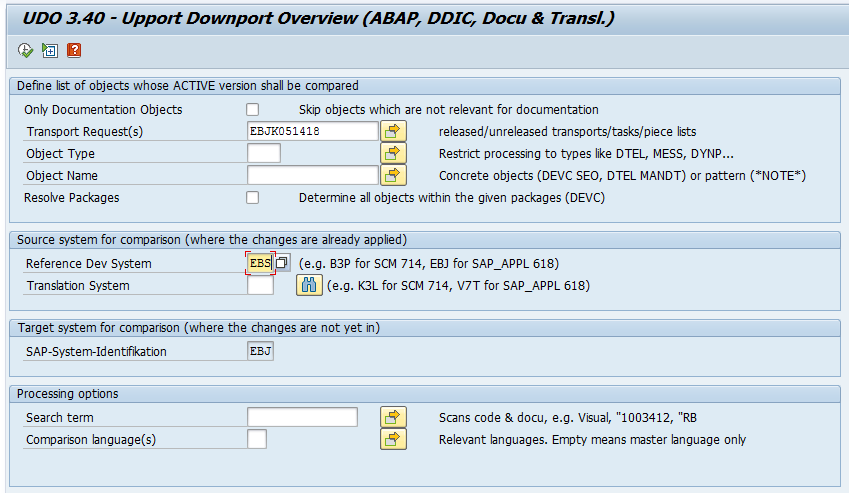 UDO 3.40 - Upport Downport Overview (ABAP, DDIC, Docu & Transl.)
Define list of objects whose ACTIVE version shall be compared
Only Documentation Objects Skip objects which are not relevant for documentation
Transport Request(s) EBJK051418 released/unreleased transports/tasks/piece lists
Object Type Restrict processing to types like DTEL, MESS, DYNP...
Object Name Concrete objects (DEVC SEO, DTEL MANDT) or pattern (*NOTE*)
Resolve Packages Determine all objects within the given packages (DEVC)
Source system for comparison (where the changes are already applied)
Reference Dev System EBS (e.g. B3P for SCM 714, EBJ for SAP_APPL 618)
Translation System (e.g. K3L for SCM 714, V7T for SAP_APPL 618)
Target system for comparison (where the changes are not yet in)
SAP-System-Identifikation EBJ
Processing options
Search term Scans code & docu, e.g. Visual, "1003412, "RB
Comparison language(s) Relevant languages. Empty means master language only